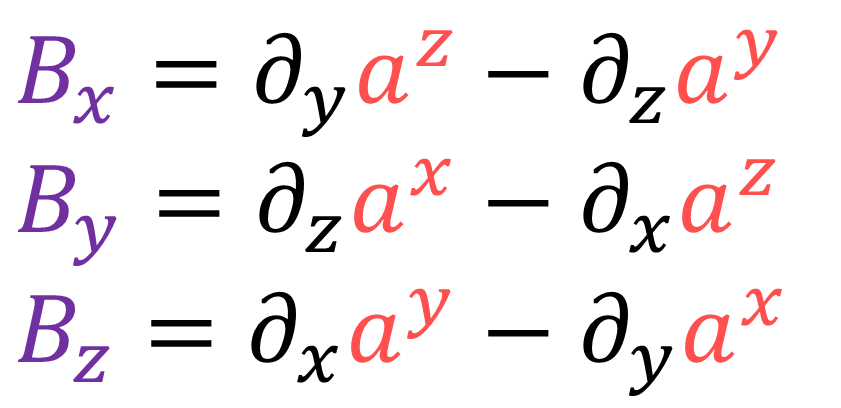 B_x = ∂_y a^z − ∂_z a^y
B_y = ∂_z a^x − ∂_x a^z
B_z = ∂_x a^y − ∂_y a^x